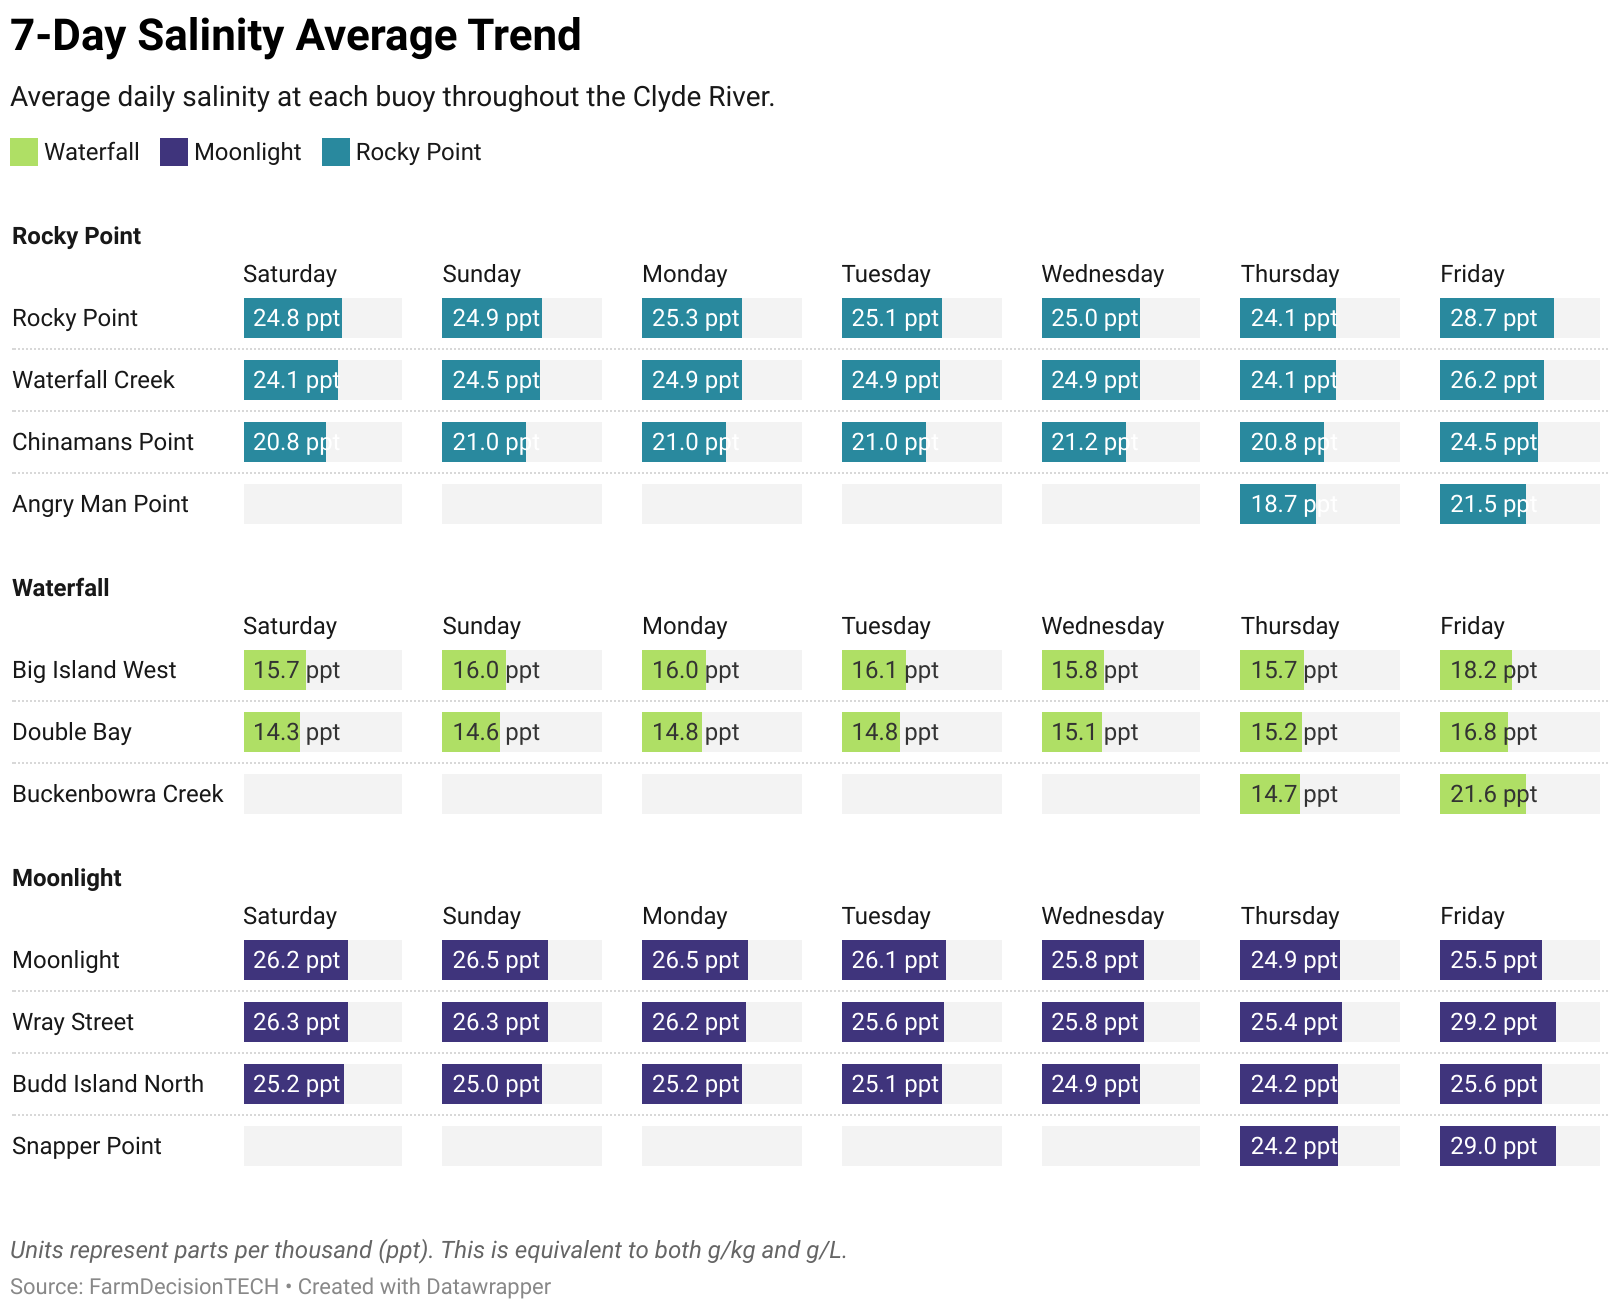 7-Day Salinity Average Trend
Average daily salinity at each buoy throughout the Clyde River.
Waterfall Moonlight Rocky Point
Rocky Point
Saturday Sunday Monday Tuesday Wednesday Thursday Friday
Rocky Point 24.8 ppt 24.9 ppt 25.3 ppt 25.1 ppt 25.0 ppt 24.1 ppt 28.7 ppt
Waterfall Creek 24.1 ppt 24.5 ppt 24.9 ppt 24.9 ppt 24.9 ppt 24.1 ppt 26.2 ppt
Chinamans Point 20.8 ppt 21.0 ppt 21.0 ppt 21.0 ppt 21.2 ppt 20.8 ppt 24.5 ppt
Angry Man Point 18.7 ppt 21.5 ppt
Waterfall
Saturday Sunday Monday Tuesday Wednesday Thursday Friday
Big Island West 15.7 ppt 16.0 ppt 16.0 ppt 16.1 ppt 15.8 ppt 15.7 ppt 18.2 ppt
Double Bay 14.3 ppt 14.6 ppt 14.8 ppt 14.8 ppt 15.1 ppt 15.2 ppt 16.8 ppt
Buckenbowra Creek 14.7 ppt 21.6 ppt
Moonlight
Saturday Sunday Monday Tuesday Wednesday Thursday Friday
Moonlight 26.2 ppt 26.5 ppt 26.5 ppt 26.1 ppt 25.8 ppt 24.9 ppt 25.5 ppt
Wray Street 26.3 ppt 26.3 ppt 26.2 ppt 25.6 ppt 25.8 ppt 25.4 ppt 29.2 ppt
Budd Island North 25.2 ppt 25.0 ppt 25.2 ppt 25.1 ppt 24.9 ppt 24.2 ppt 25.6 ppt
Snapper Point 24.2 ppt 29.0 ppt
Units represent parts per thousand (ppt). This is equivalent to both g/kg and g/L.
Source: FarmDecisionTECH • Created with Datawrapper